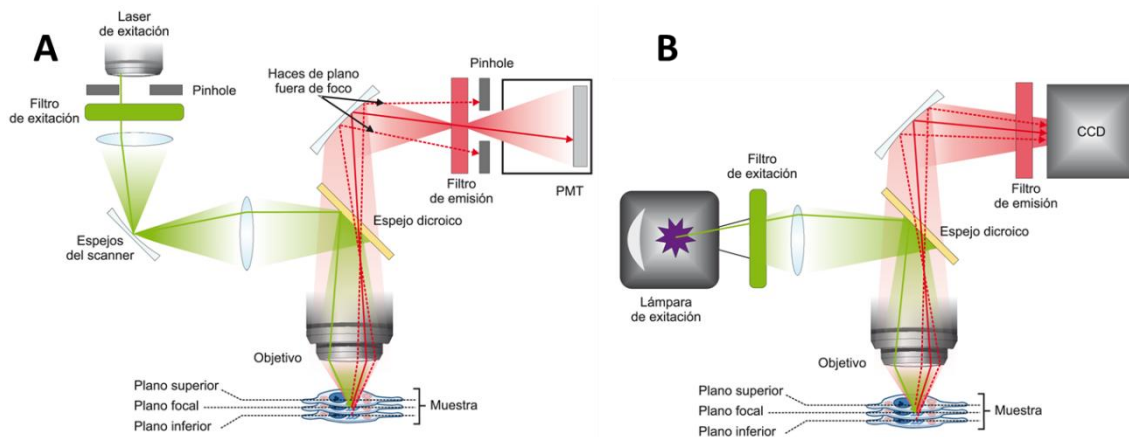 A
Laser
de exitación
Pinhole
Filtro
de exitación
Espejos
del scanner
Haces de plano
fuera de foco
Pinhole
Filtro
de emisión
PMT
Espejo dicroico
Objetivo
Plano superior
Plano focal
Plano inferior
Muestra
B
Filtro
de exitación
Lámpara
de exitación
CCD
Filtro
de emisión
Espejo dicroico
Objetivo
Plano superior
Plano focal
Plano inferior
Muestra